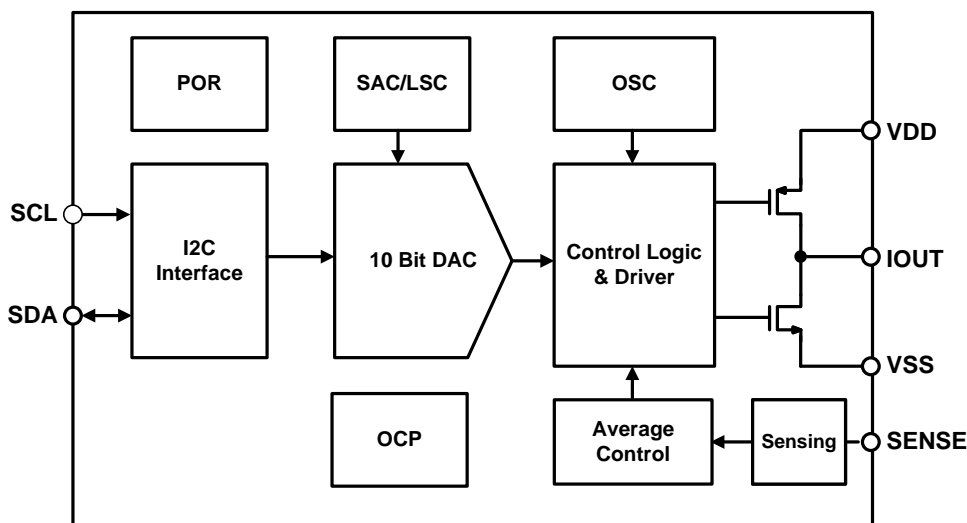 POR
SAC/LSC
OSC
VDD
SCL
I2C
Interface
10 Bit DAC
Control Logic
& Driver
IOUT
SDA
VSS
OCP
Average
Control
Sensing
SENSE